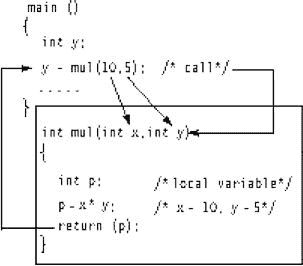 main ()
{
int y;
y = mul(10,5); /* call*/
-----
}
int mul(int x,int y)
{
int p; /*local variable*/
p=x* y; /* x = 10, y = 5*/
return (p);
}